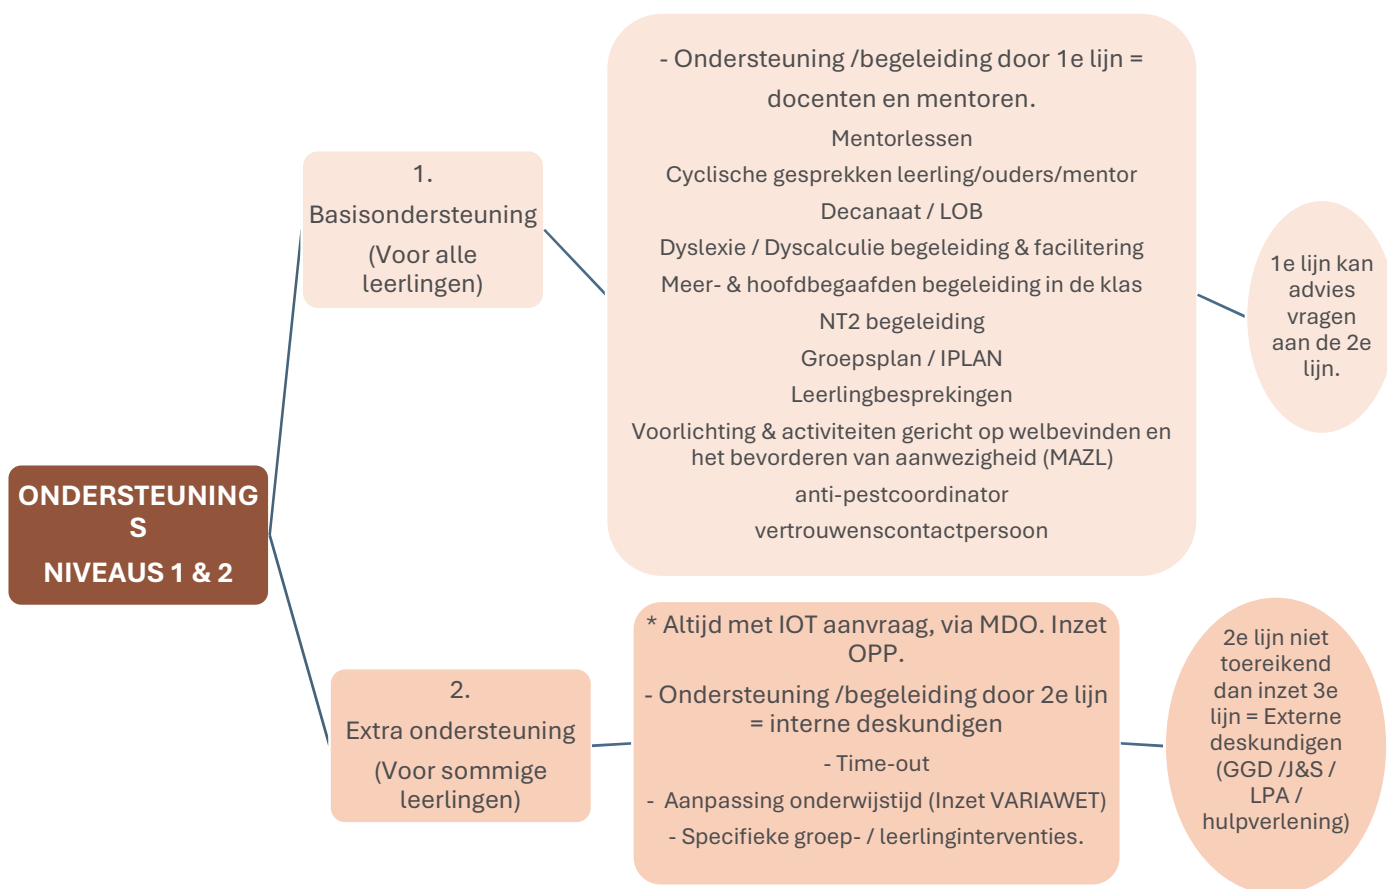 ONDERSTEUNING
S
NIVEAUS 1 & 2
1.
Basisondersteuning
(Voor alle
leerlingen)
- Ondersteuning /begeleiding door 1e lijn =
docenten en mentoren.
Mentorlessen
Cyclische gesprekken leerling/ouders/mentor
Decanaat / LOB
Dyslexie / Dyscalculie begeleiding & facilitering
Meer- & hoofdbegaafden begeleiding in de klas
NT2 begeleiding
Groepsplan / IPLAN
Leerlingbesprekingen
Voorlichting & activiteiten gericht op welbevinden en
het bevorderen van aanwezigheid (MAZL)
anti-pestcoordinator
vertrouwenscontactpersoon
1e lijn kan
advies
vragen
aan de 2e
lijn.
2.
Extra ondersteuning
(Voor sommige
leerlingen)
* Altijd met IOT aanvraag, via MDO. Inzet
OPP.
- Ondersteuning /begeleiding door 2e lijn
= interne deskundigen
- Time-out
- Aanpassing onderwijstijd (Inzet VARIAWET)
- Specifieke groep- / leerlinginterventies.
2e lijn niet
toereikend
dan inzet 3e
lijn = Externe
deskundigen
(GGD /J&S /
LPA /
hulpverlening)